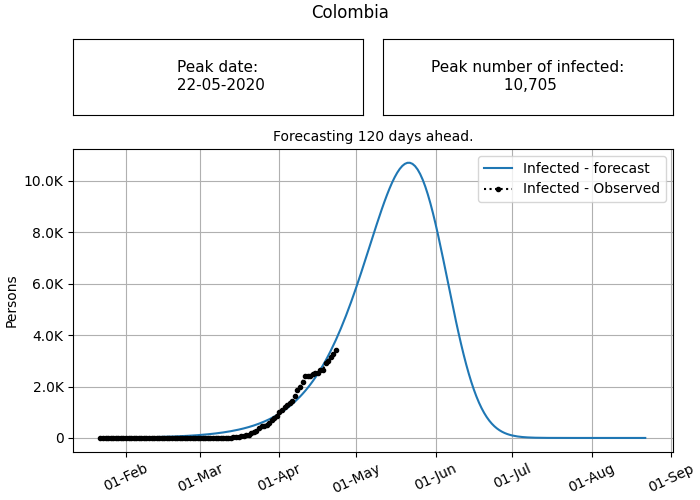 Colombia
Peak date:
22-05-2020
Peak number of infected:
10,705
Forecasting 120 days ahead.
Infected - forecast
Infected - Observed
Persons
10.0K
8.0K
6.0K
4.0K
2.0K
0
01-Feb
01-Mar
01-Apr
01-May
01-Jun
01-Jul
01-Aug
01-Sep